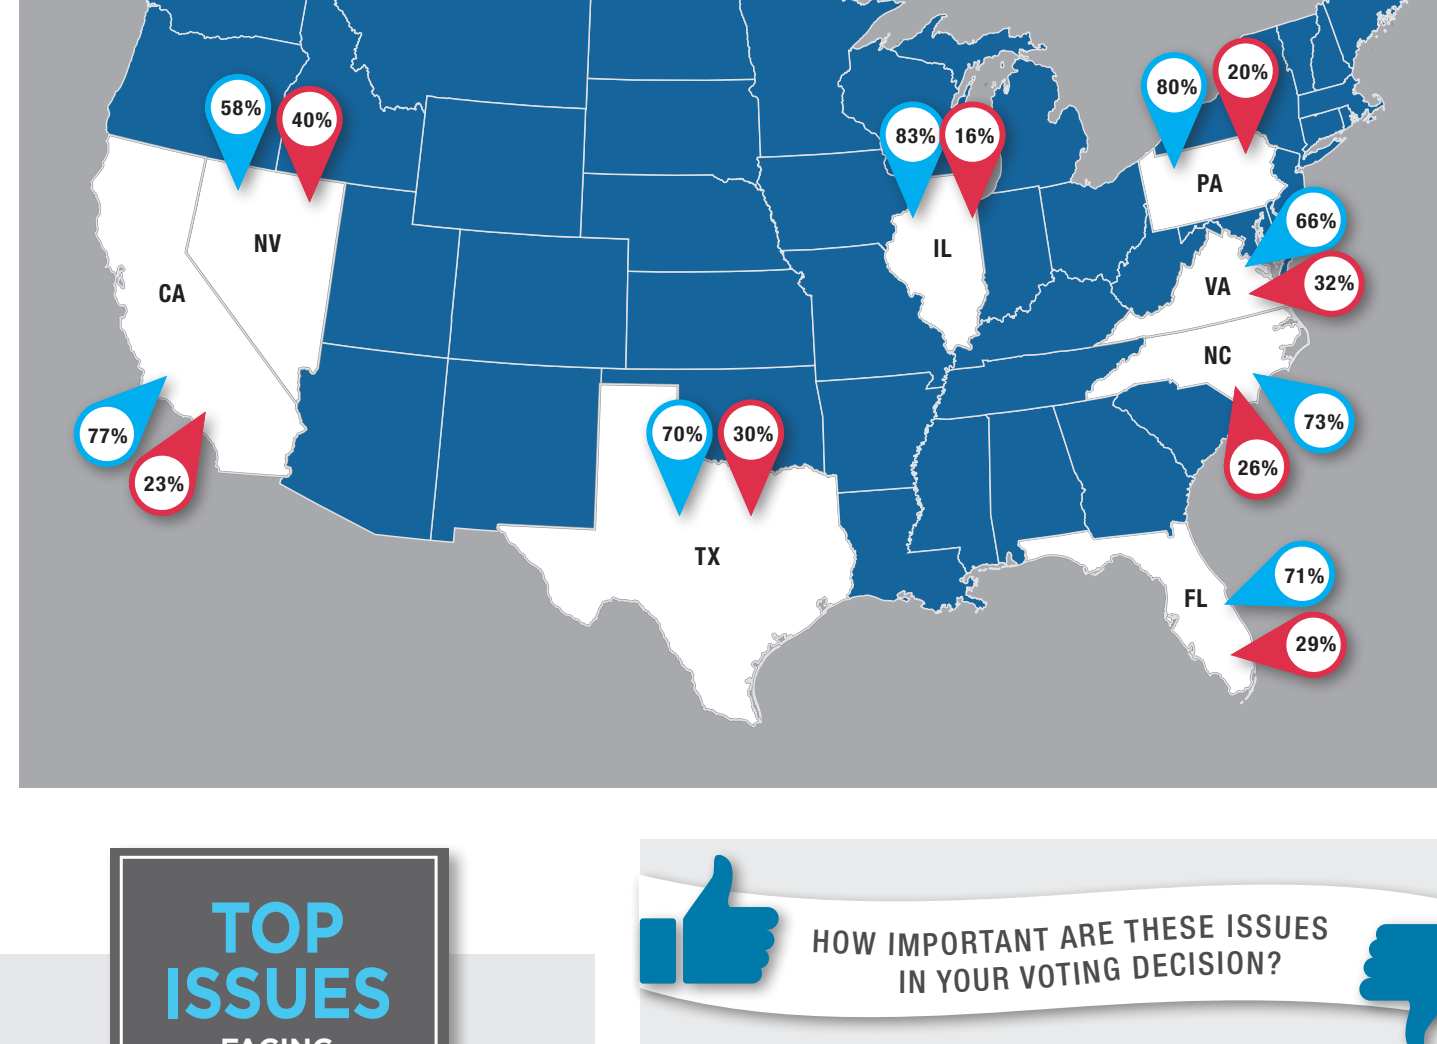 20%
80%
58%
40%
83%
16%
PA
66%
NV
IL
32%
VA
CA
NC
73%
77%
70%
30%
26%
23%
TX
71%
FL
29%
TOP
ISSUES
FACING
HOW IMPORTANT ARE THESE ISSUES
IN YOUR VOTING DECISION?